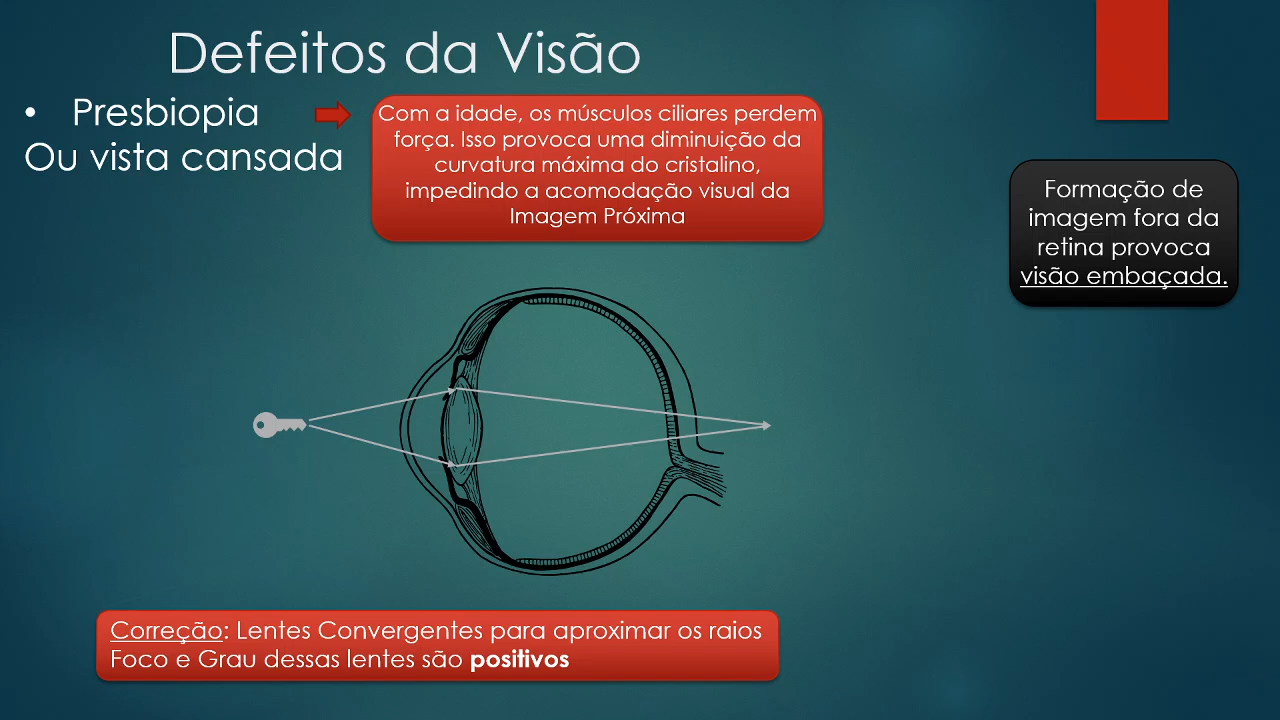 Defeitos da Visão
• Presbiopia
Ou vista cansada
Com a idade, os músculos ciliares perdem
força. Isso provoca uma diminuição da
curvatura máxima do cristalino,
impedindo a acomodação visual da
Imagem Próxima
Formação de
imagem fora da
retina provoca
visão embaçada.
Correção: Lentes Convergentes para aproximar os raios
Foco e Grau dessas lentes são positivos